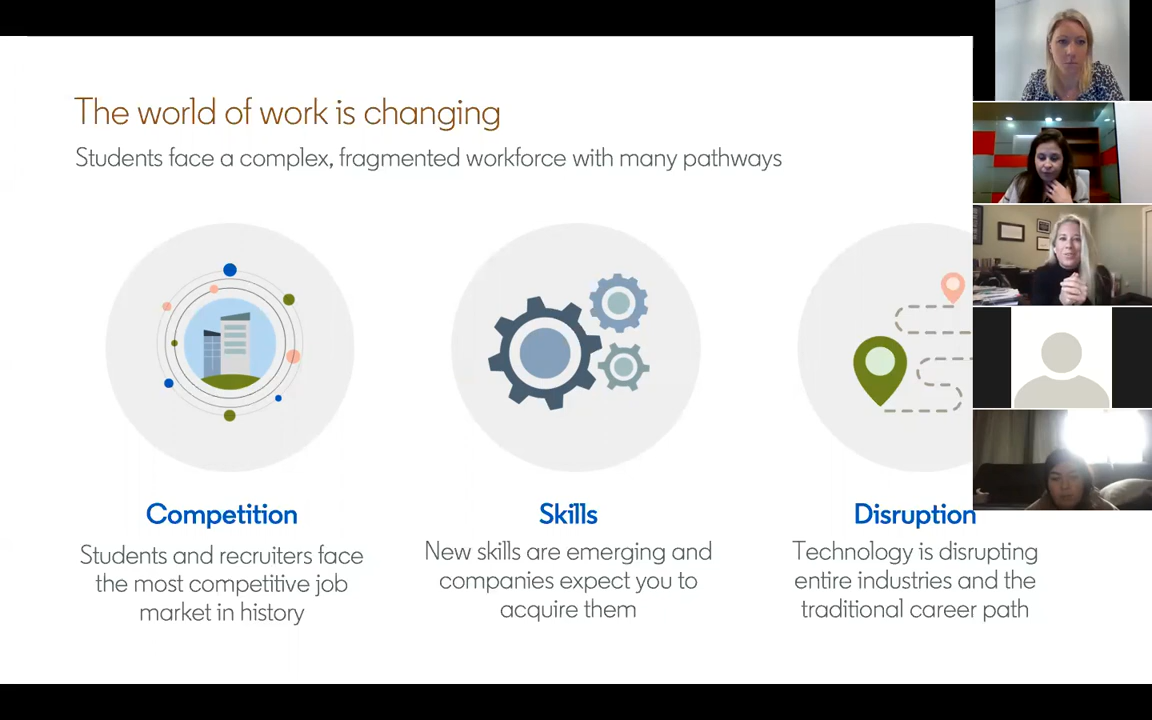 The world of work is changing
Students face a complex, fragmented workforce with many pathways
Competition
Students and recruiters face
the most competitive job
market in history
Skills
New skills are emerging and
companies expect you to
acquire them
Disruption
Technology is disrupting
entire industries and the
traditional career path